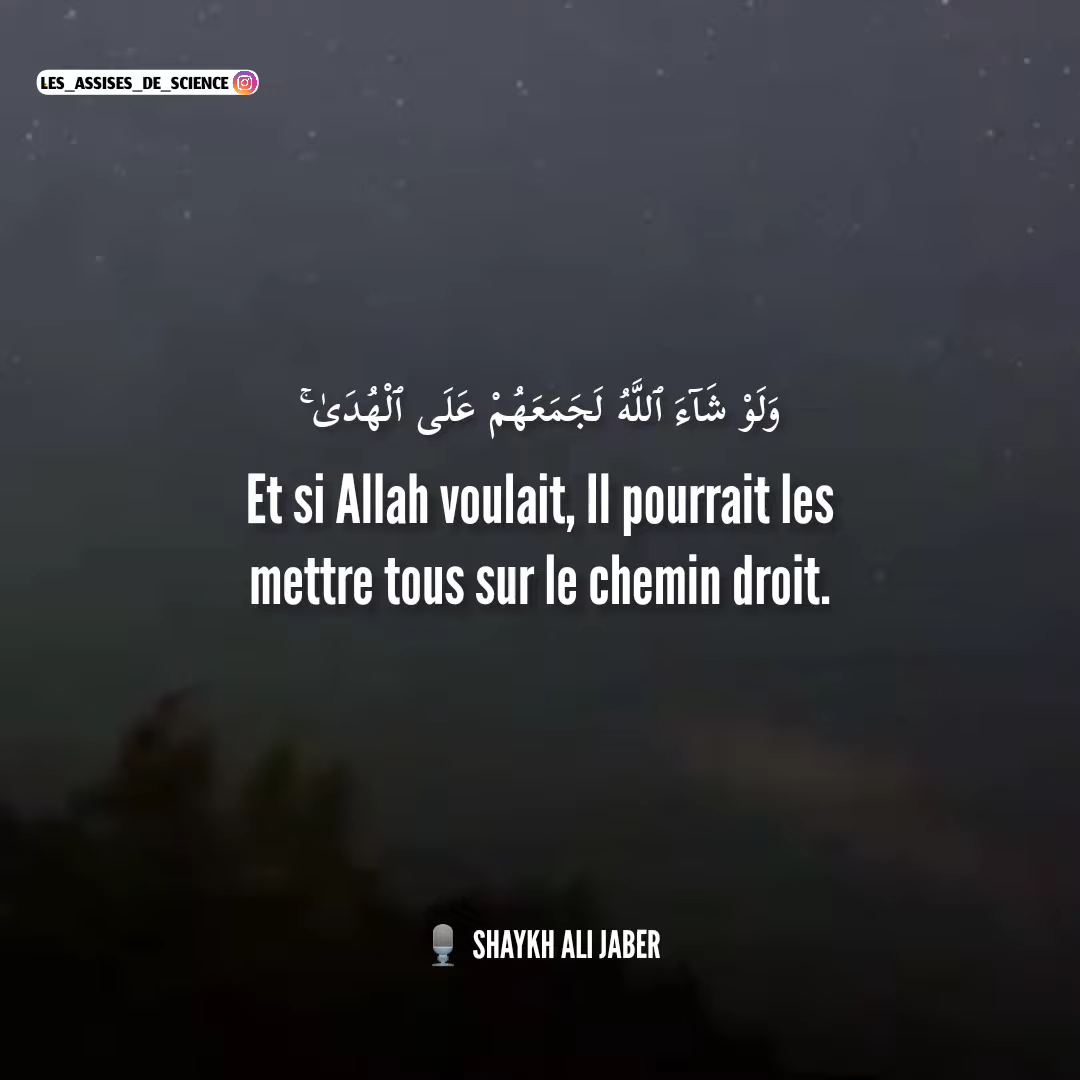 LES_ASSISES_DE_SCIENCE
وَلَوْ شَآءَ ٱللَّهُ لَجَمَعَهُمْ عَلَى ٱلْهُدَىٰ ۚ
Et si Allah voulait, Il pourrait les
mettre tous sur le chemin droit.
SHAYKH ALI JABER